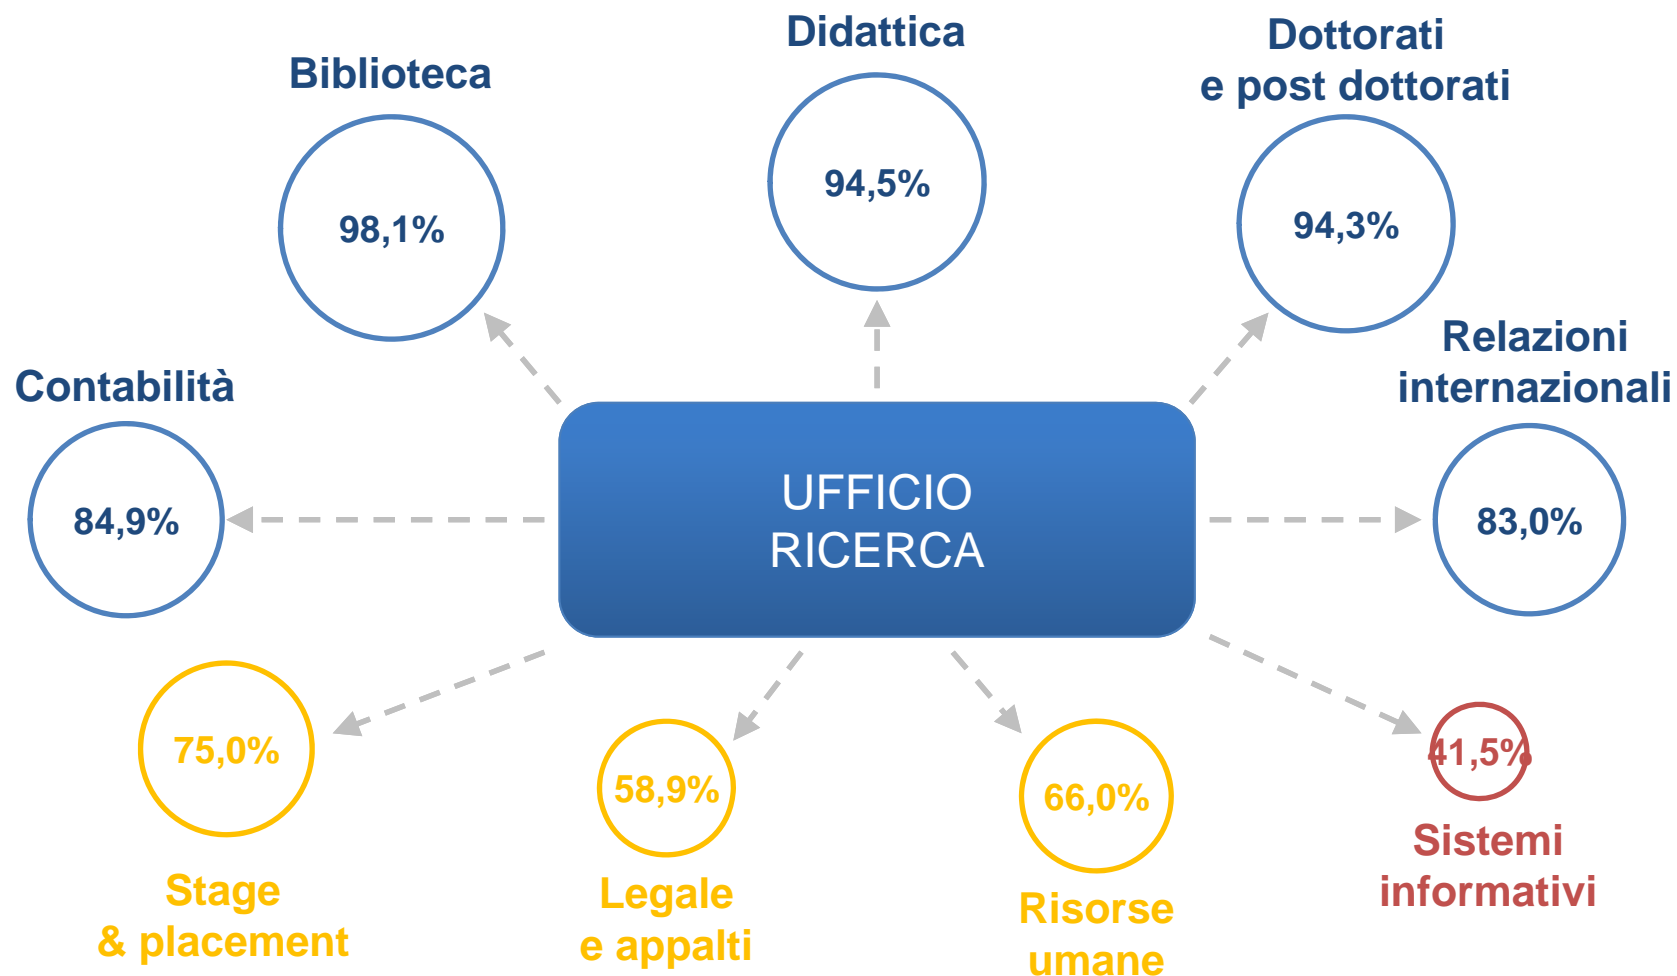 Didattica
94,5%
Dottorati
e post dottorati
94,3%
Biblioteca
98,1%
Relazioni
internazionali
83,0%
Contabilità
84,9%
UFFICIO
RICERCA
75,0%
Stage
& placement
58,9%
Legale
e appalti
66,0%
Risorse
umane
41,5%
Sistemi
informativi